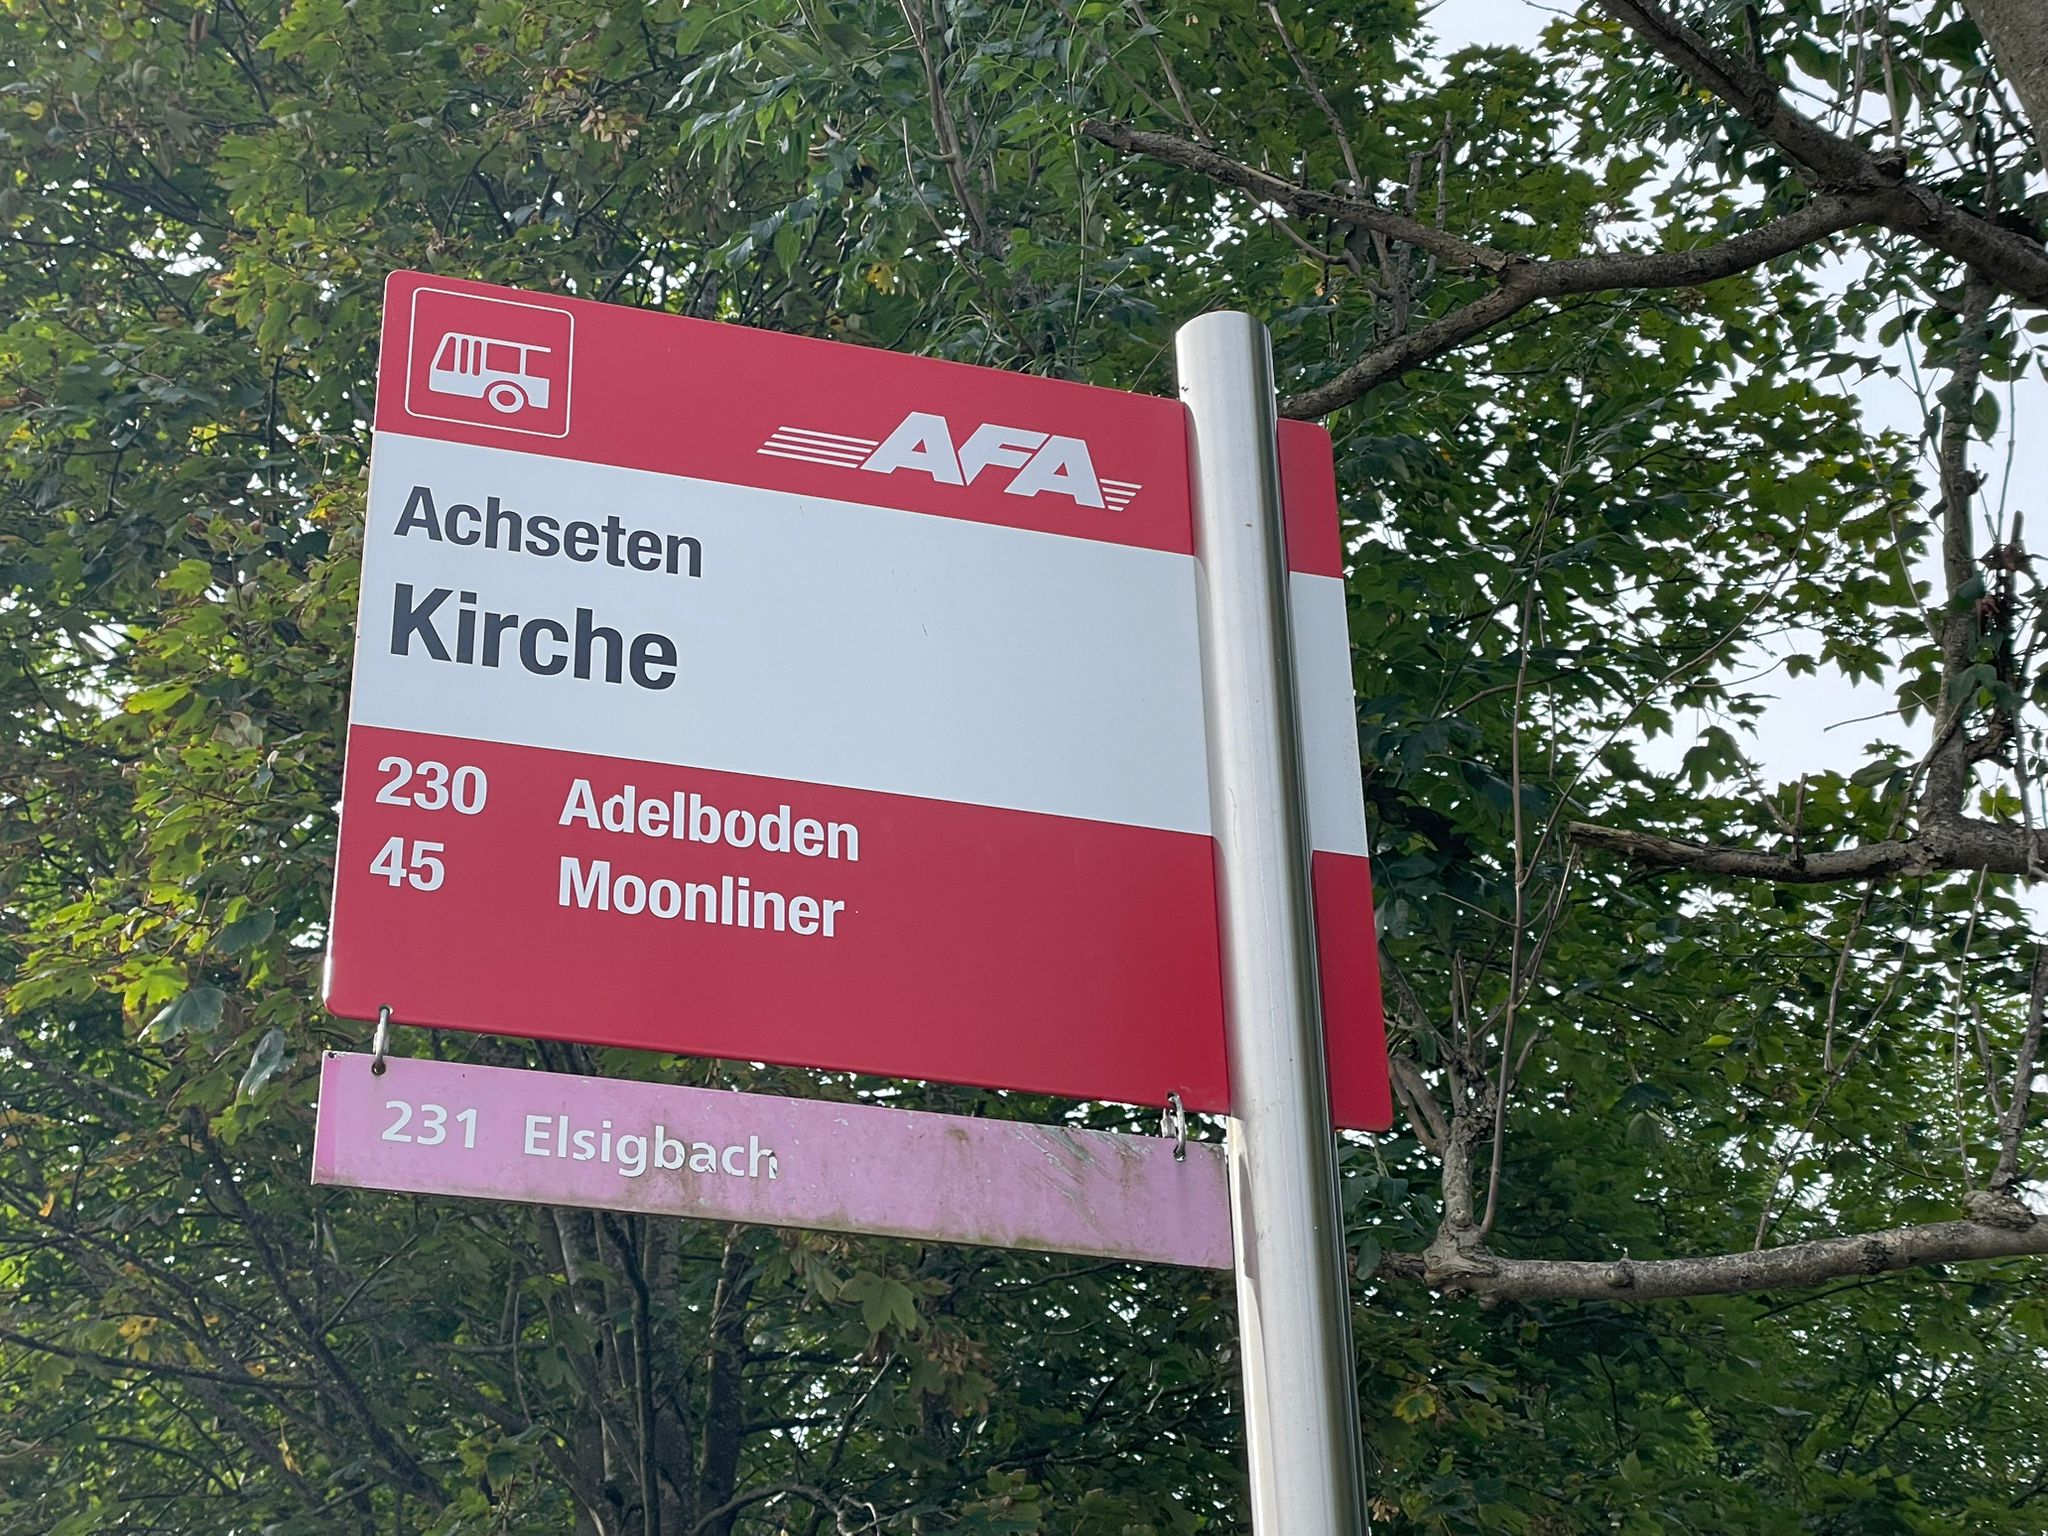 AFA
Achseten
Kirche
230 Adelboden
45 Moonliner
231 Elsigbach